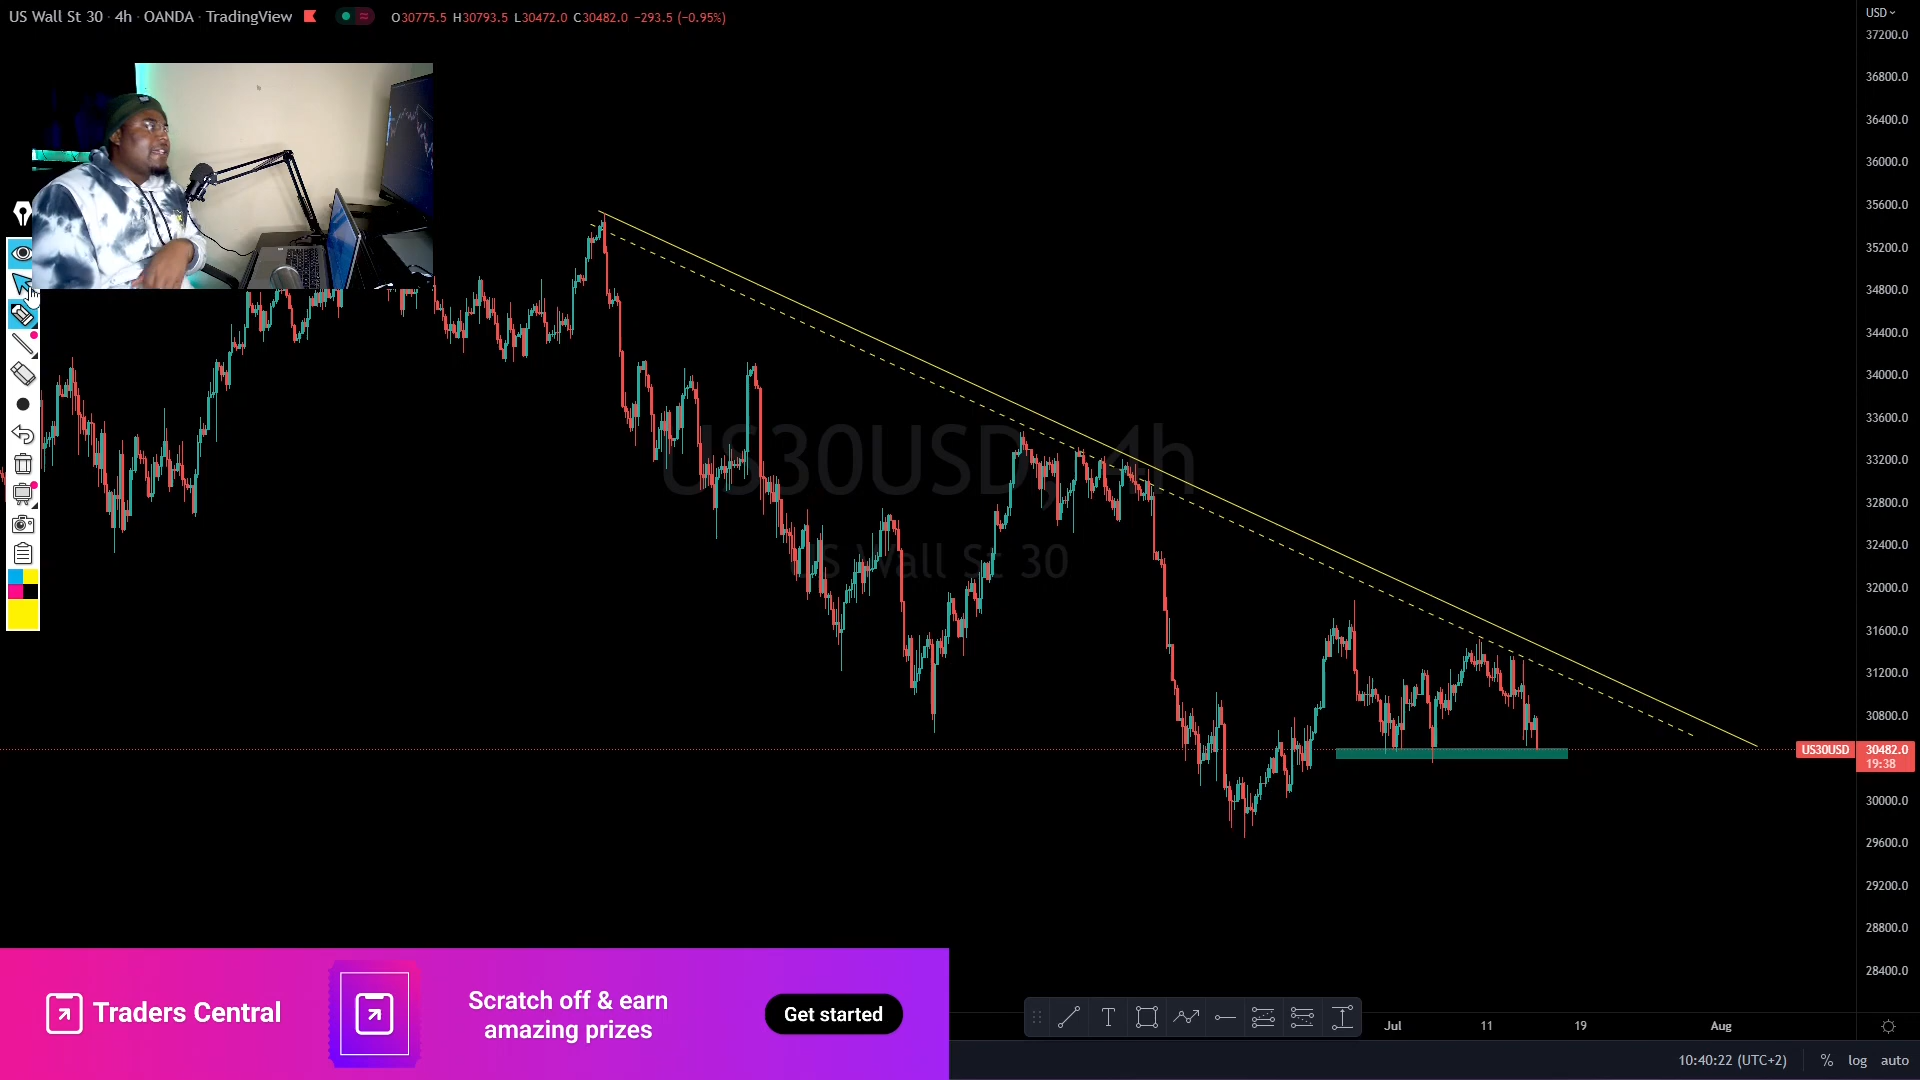 US Wall St 30 · 4h · OANDA · TradingView
O30775.5 H30793.5 L30472.0 C30482.0 −293.5 (−0.95%)
USD
37200.0
36800.0
36400.0
36000.0
35600.0
35200.0
34800.0
34400.0
34000.0
33600.0
33200.0
32800.0
32400.0
32000.0
31600.0
31200.0
30800.0
US30USD 30482.0
19:38
30000.0
29600.0
29200.0
28800.0
28400.0
US30USD, 4h
US Wall St 30
Traders Central
Scratch off & earn
amazing prizes
Get started
T
Jul 11 19 Aug
10:40:22 (UTC+2) % log auto